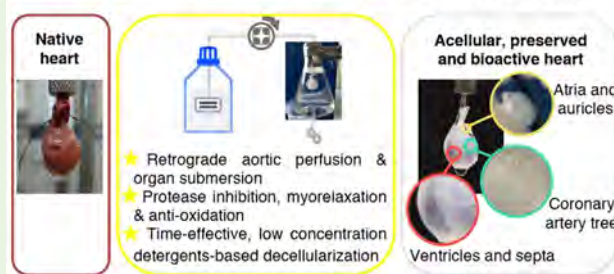 Native
heart
★ Retrograde aortic perfusion &
organ submersion
★ Protease inhibition, myorelaxation
& anti-oxidation
★ Time-effective, low concentration
detergents-based decellularization
Acellular, preserved
and bioactive heart
Atria and
auricles
Coronary
artery tree
Ventricles and septa